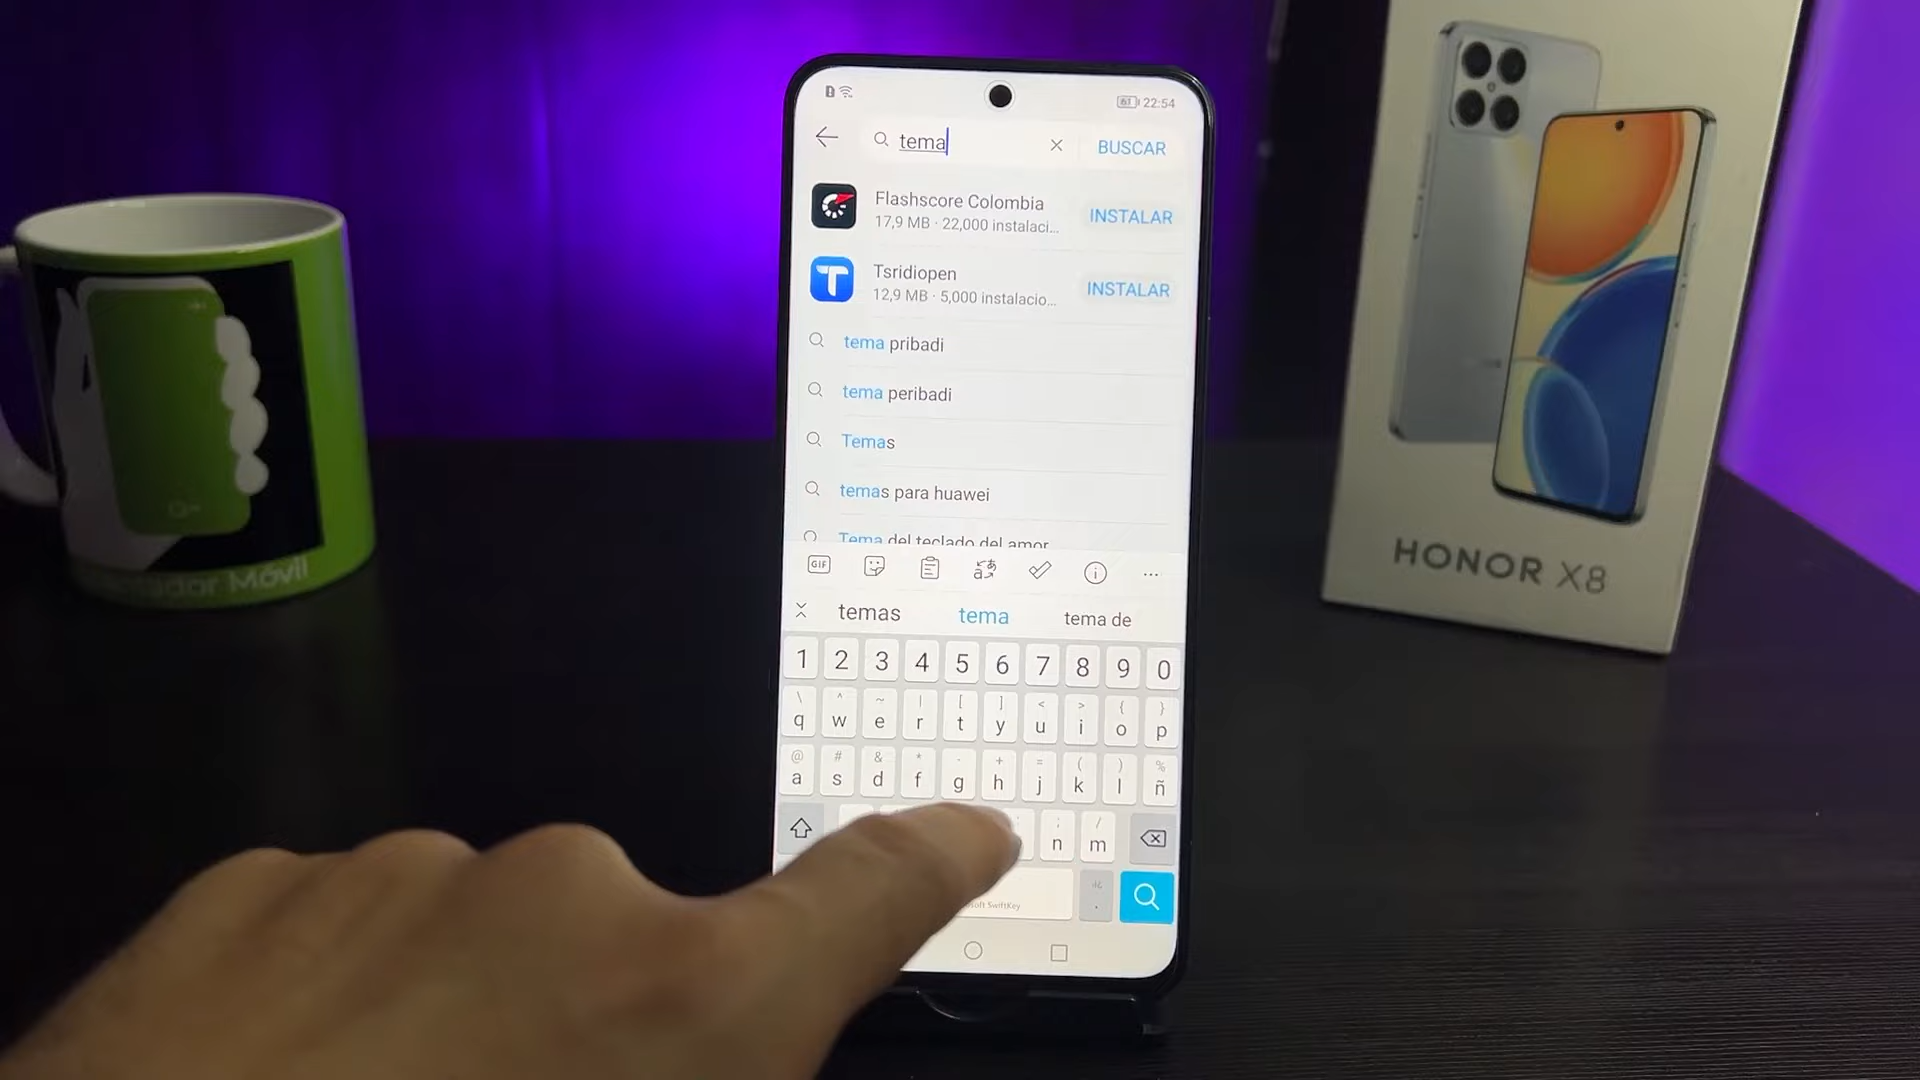 22:54
tema
BUSCAR
Flashscore Colombia
17,9 MB · 22,000 instalaci...
INSTALAR
Tsridiopen
12,9 MB · 5,000 instalacio...
INSTALAR
tema pribadi
tema peribadi
Temas
temas para huawei
Tema del teclado del amor
GIF
temas
tema
tema de
1 2 3 4 5 6 7 8 9 0
\ ^ ~ | [ ] < > { }
q w e r t y u i o p
@ # & * - + = ( ) %
a s d f g h j k l ñ
; /
n m
SwiftKey
HONOR X8
Móvil